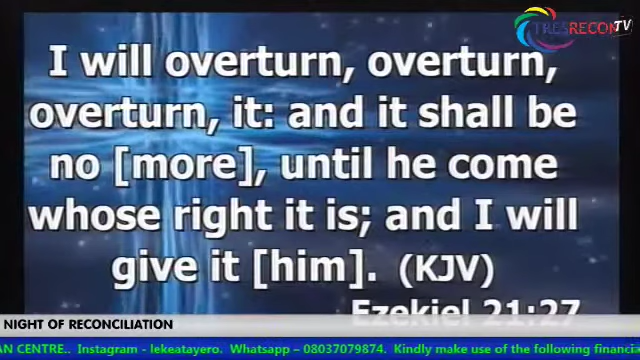 TRESRECON TV
I will overturn, overturn,
overturn, it: and it shall be
no [more], until he come
whose right it is; and I will
give it [him]. (KJV)
Ezekiel 21:27
NIGHT OF RECONCILIATION
AN CENTRE.. Instagram - lekeatayero. Whatsapp – 08037079874. Kindly make use of the following financi